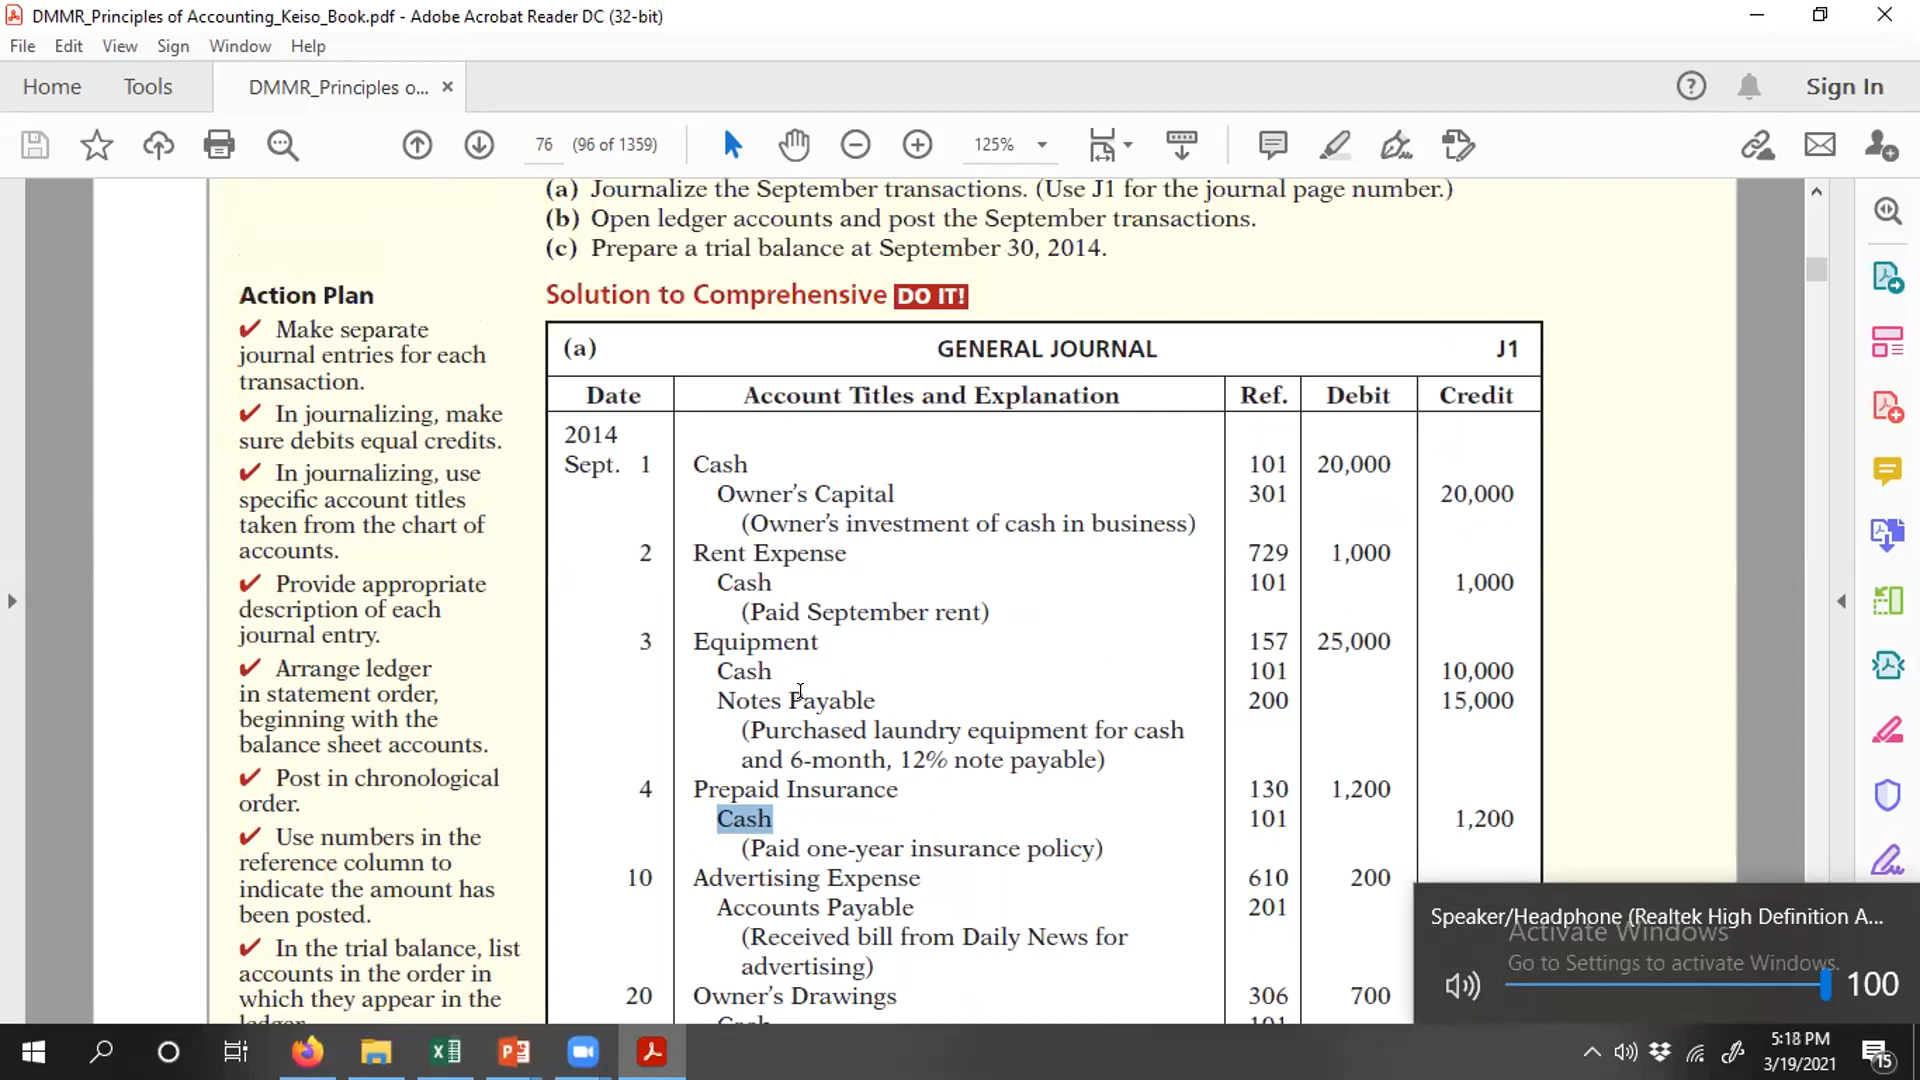 DMMR_Principles of Accounting_Keiso_Book.pdf - Adobe Acrobat Reader DC (32-bit)
File Edit View Sign Window Help
Home Tools DMMR_Principles o... × Sign In
76 (96 of 1359) 125%
(a) Journalize the September transactions. (Use J1 for the journal page number.)
(b) Open ledger accounts and post the September transactions.
(c) Prepare a trial balance at September 30, 2014.
Action Plan
✔ Make separate
journal entries for each
transaction.
✔ In journalizing, make
sure debits equal credits.
✔ In journalizing, use
specific account titles
taken from the chart of
accounts.
✔ Provide appropriate
description of each
journal entry.
✔ Arrange ledger
in statement order,
beginning with the
balance sheet accounts.
✔ Post in chronological
order.
✔ Use numbers in the
reference column to
indicate the amount has
been posted.
✔ In the trial balance, list
accounts in the order in
which they appear in the
ledger.
Solution to Comprehensive DO IT!
(a) GENERAL JOURNAL J1
Date Account Titles and Explanation Ref. Debit Credit
2014
Sept. 1 Cash 101 20,000
Owner's Capital 301 20,000
(Owner's investment of cash in business)
2 Rent Expense 729 1,000
Cash 101 1,000
(Paid September rent)
3 Equipment 157 25,000
Cash 101 10,000
Notes Payable 200 15,000
(Purchased laundry equipment for cash
and 6-month, 12% note payable)
4 Prepaid Insurance 130 1,200
Cash 101 1,200
(Paid one-year insurance policy)
10 Advertising Expense 610 200
Accounts Payable 201
(Received bill from Daily News for
advertising)
20 Owner's Drawings 306 700
Cash 101
Speaker/Headphone (Realtek High Definition A...
Activate Windows
Go to Settings to activate Windows.
100
5:18 PM
3/19/2021
15